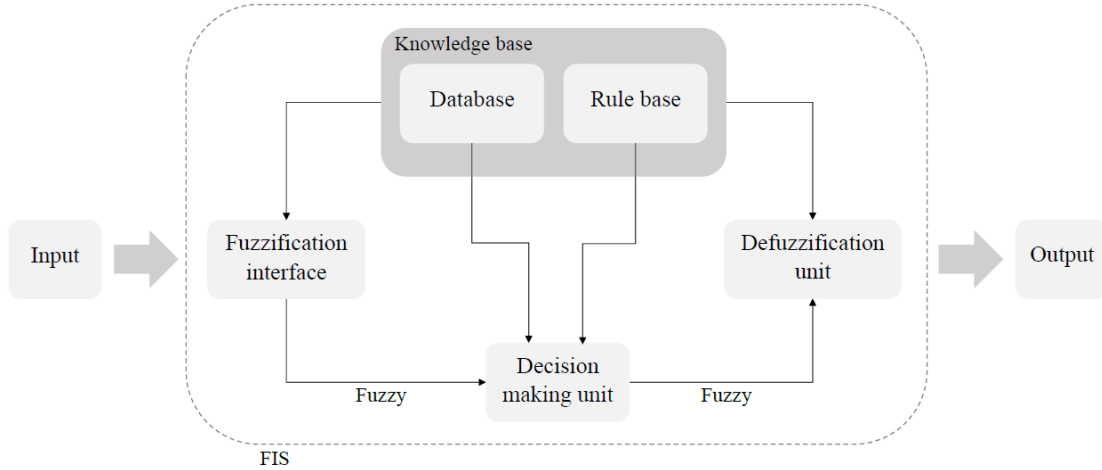 Knowledge base
Database
Rule base
Input
Fuzzification
interface
Defuzzification
unit
Output
Decision
making unit
Fuzzy
Fuzzy
FIS